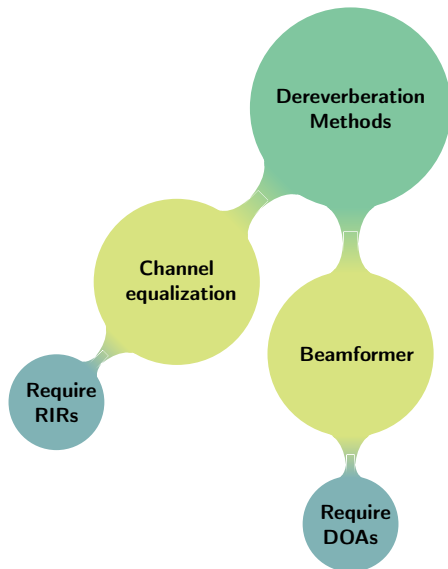 Dereverberation
Methods
Channel
equalization
Beamformer
Require
RIRs
Require
DOAs